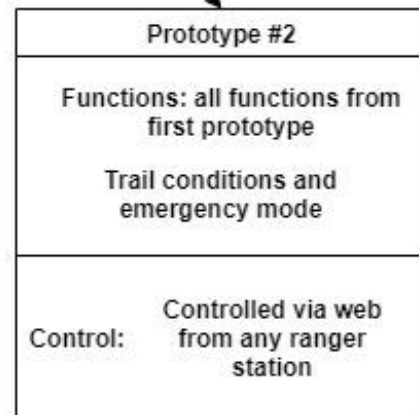 Prototype #2
Functions: all functions from
first prototype
Trail conditions and
emergency mode
Control:
Controlled via web
from any ranger
station